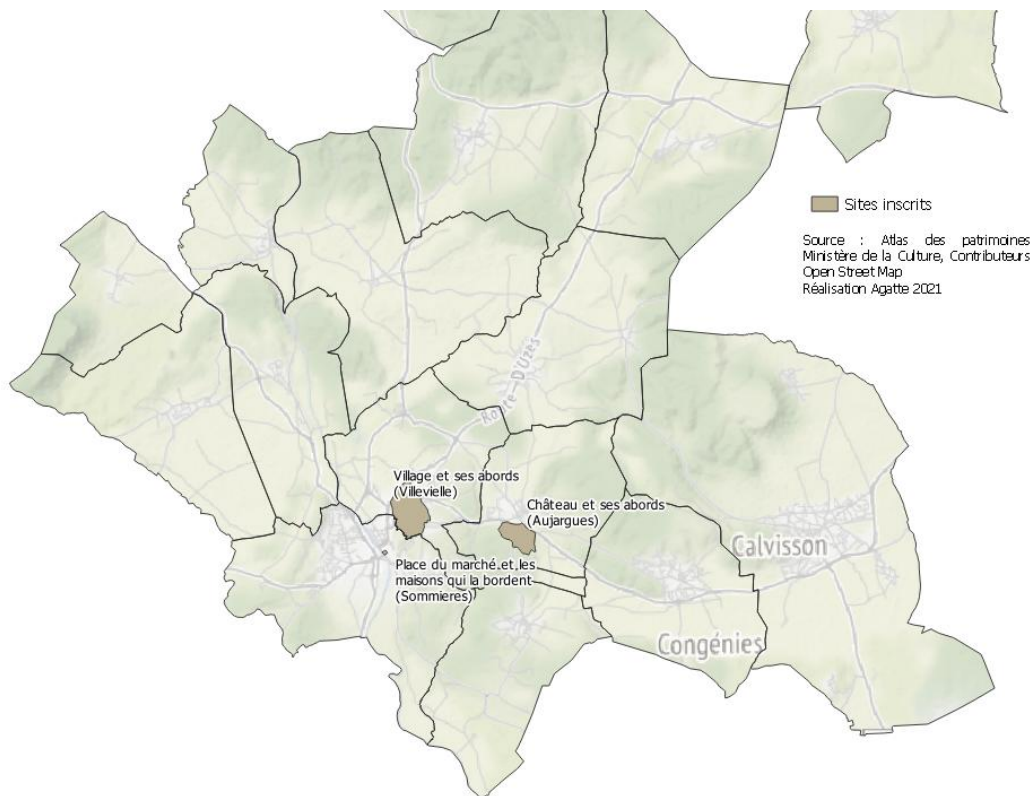 Sites inscrits
Source : Atlas des patrimoines
Ministère de la Culture, Contributeurs
Open Street Map
Réalisation Agatte 2021
Route-D'Uzès
Village et ses abords
(Villevielle)
Château et ses abords
(Aujargues)
Place du marché et les
maisons qui la bordent
(Sommieres)
Calvisson
Congénies